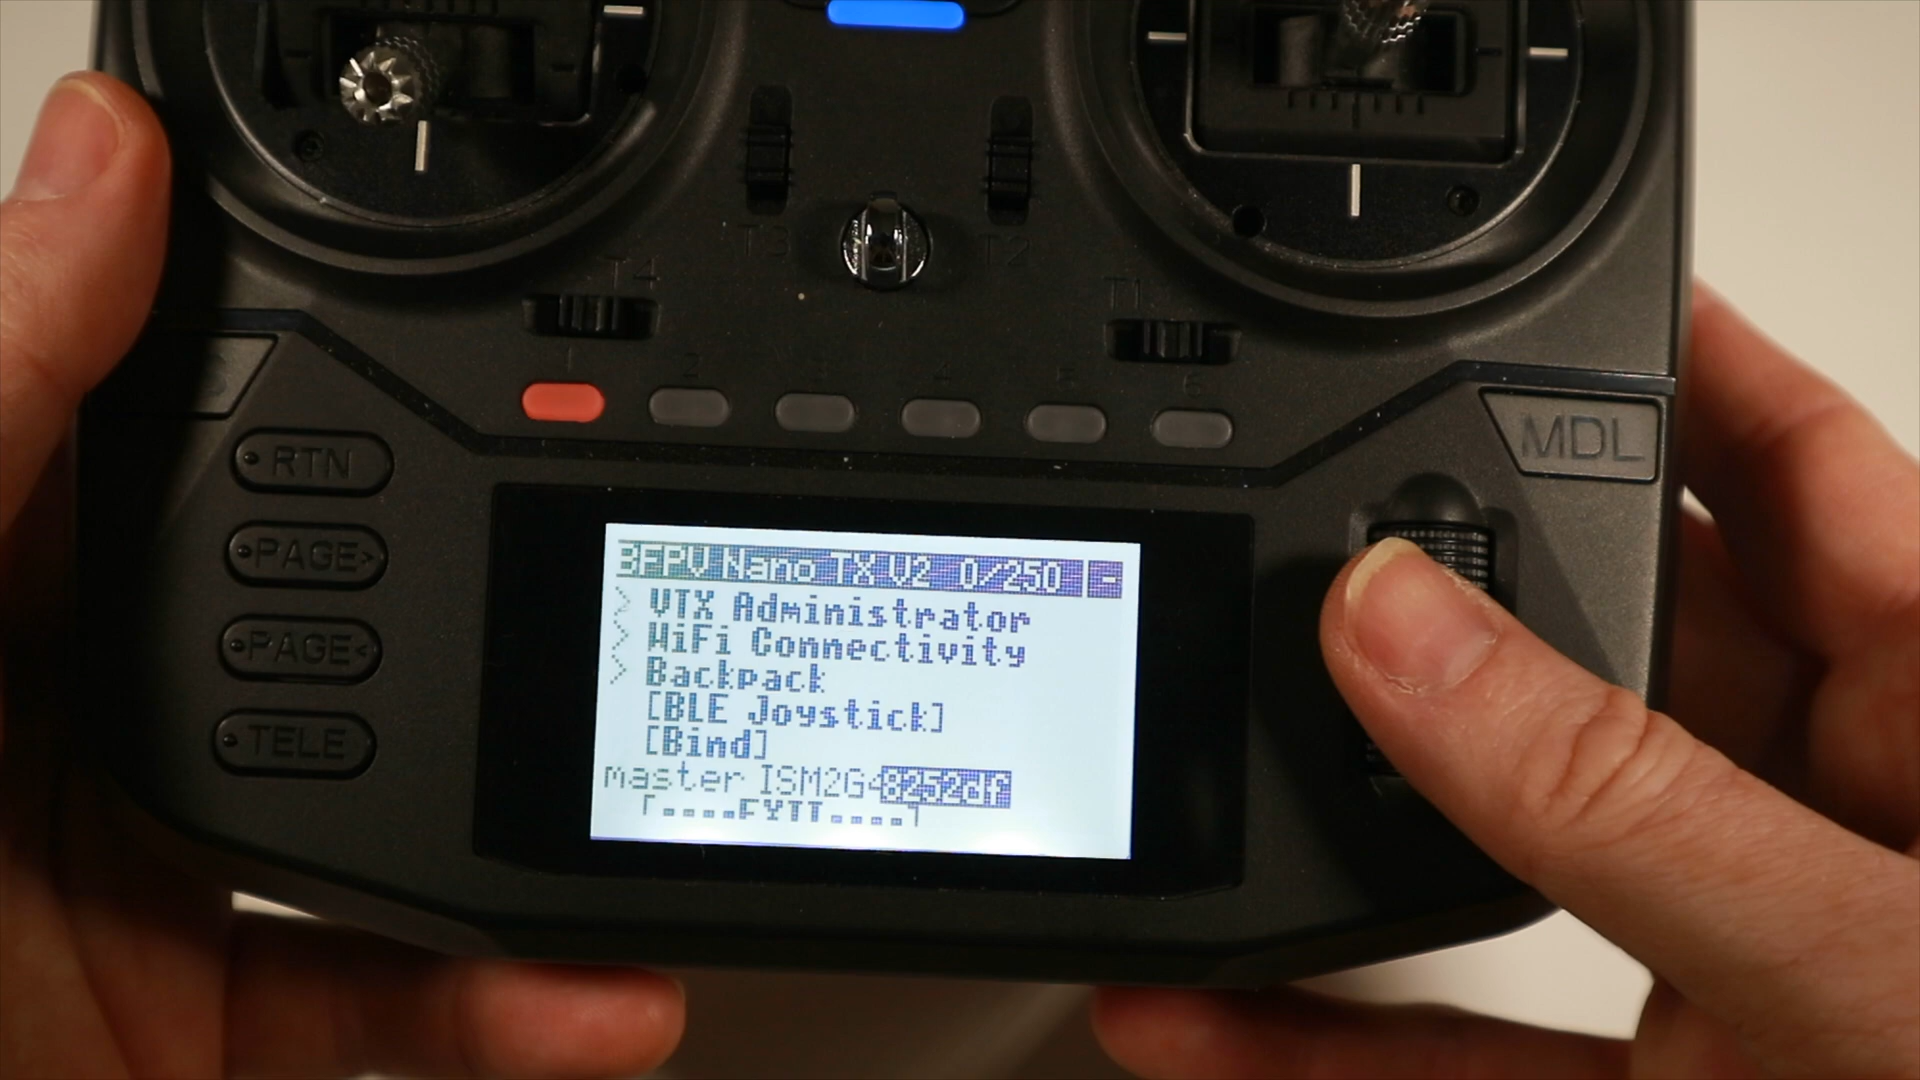 T3
T2
T4
T1
1
2
3
4
5
6
MDL
RTN
PAGE>
PAGE<
TELE
BFPV Nano TX V2 0/250 -
> VTX Administrator
> WiFi Connectivity
> Backpack
[BLE Joystick]
[Bind]
master ISM2G4 8252df
[----EXIT----]